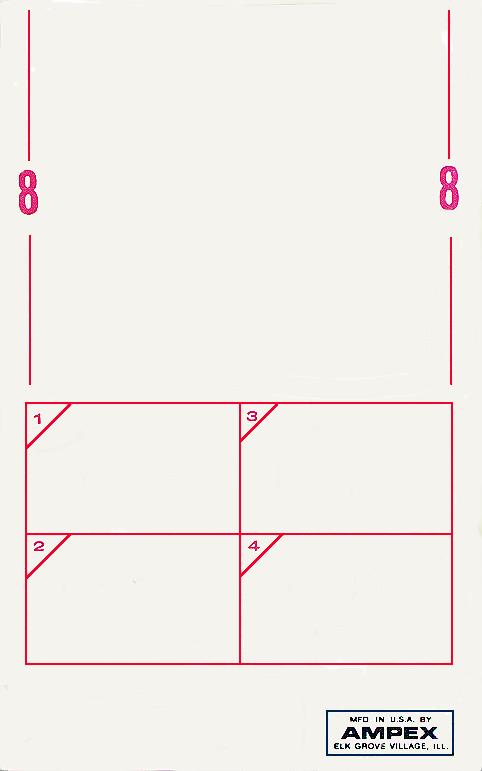 8 8
1 3
2 4
MFD IN U.S.A. BY
AMPEX
ELK GROVE VILLAGE, ILL.